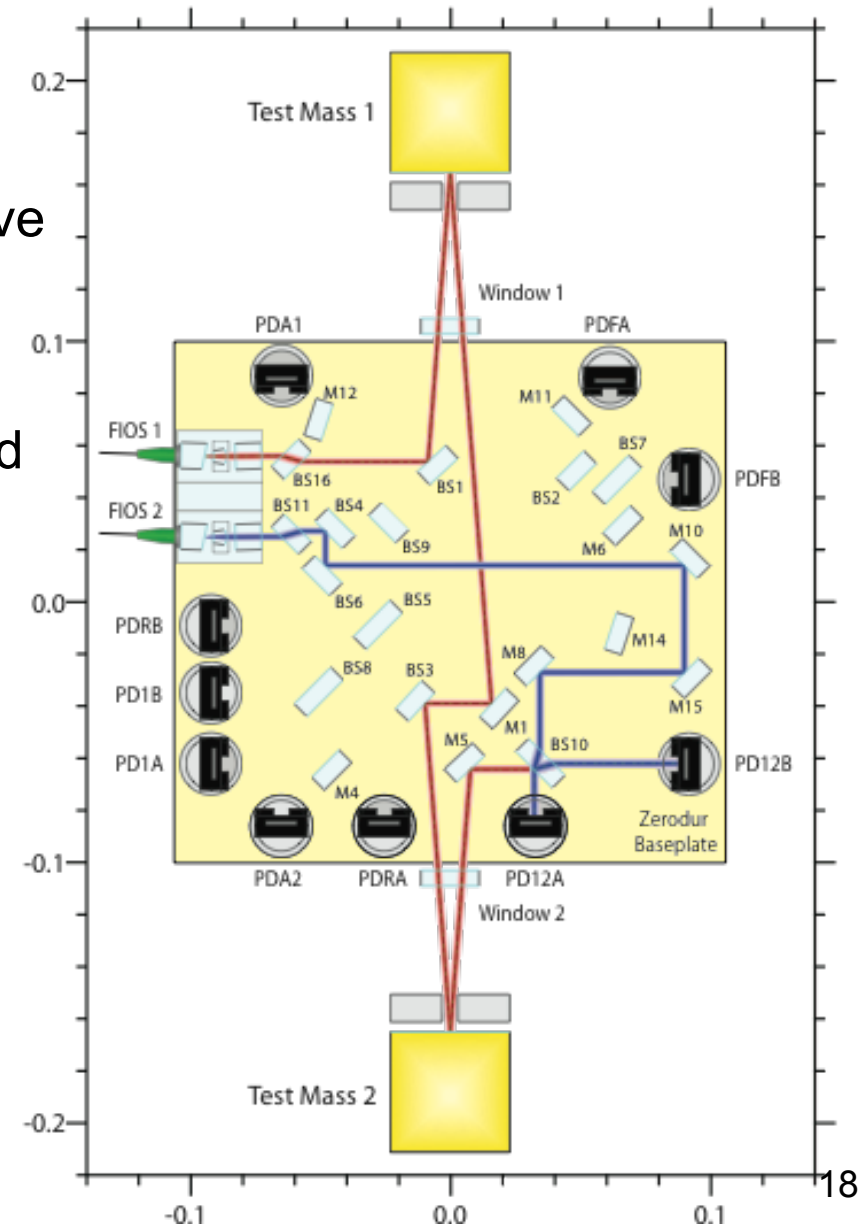 0.2
Test Mass 1
ve
Window 1
0.1
PDA1
PDFA
M12
M11
FIOS 1
d
BS7
BS16
BS1
BS2
PDFB
FIOS 2
BS11
BS4
BS9
M6
M10
0.0
BS6
BS5
PDRB
M14
BS8
BS3
M8
PD1B
M1
M15
M5
BS10
PD1A
PD12B
M4
Zerodur
Baseplate
-0.1
PDA2
PDRA
PD12A
Window 2
Test Mass 2
-0.2
18
-0.1
0.0
0.1